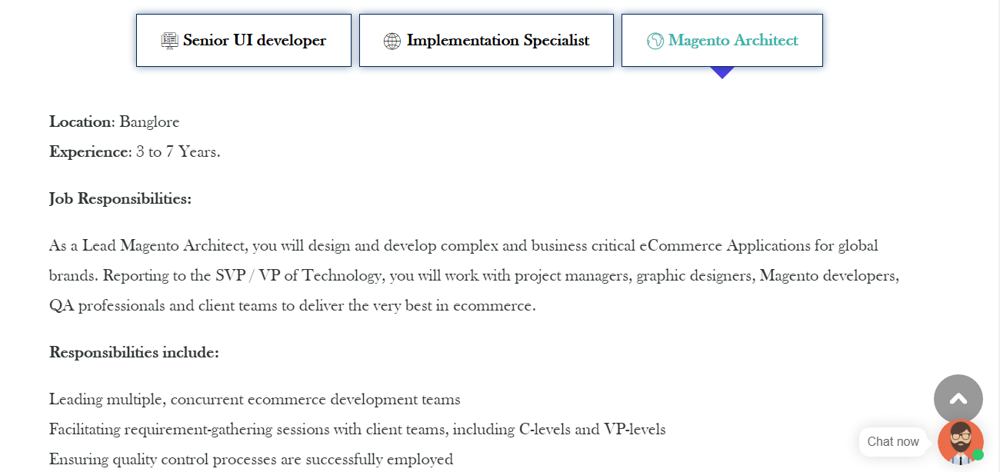 Senior UI developer
Implementation Specialist
Magento Architect
Location: Banglore
Experience: 3 to 7 Years.
Job Responsibilities:
As a Lead Magento Architect, you will design and develop complex and business critical eCommerce Applications for global
brands. Reporting to the SVP / VP of Technology, you will work with project managers, graphic designers, Magento developers,
QA professionals and client teams to deliver the very best in ecommerce.
Responsibilities include:
Leading multiple, concurrent ecommerce development teams
Facilitating requirement-gathering sessions with client teams, including C-levels and VP-levels
Ensuring quality control processes are successfully employed
Chat now